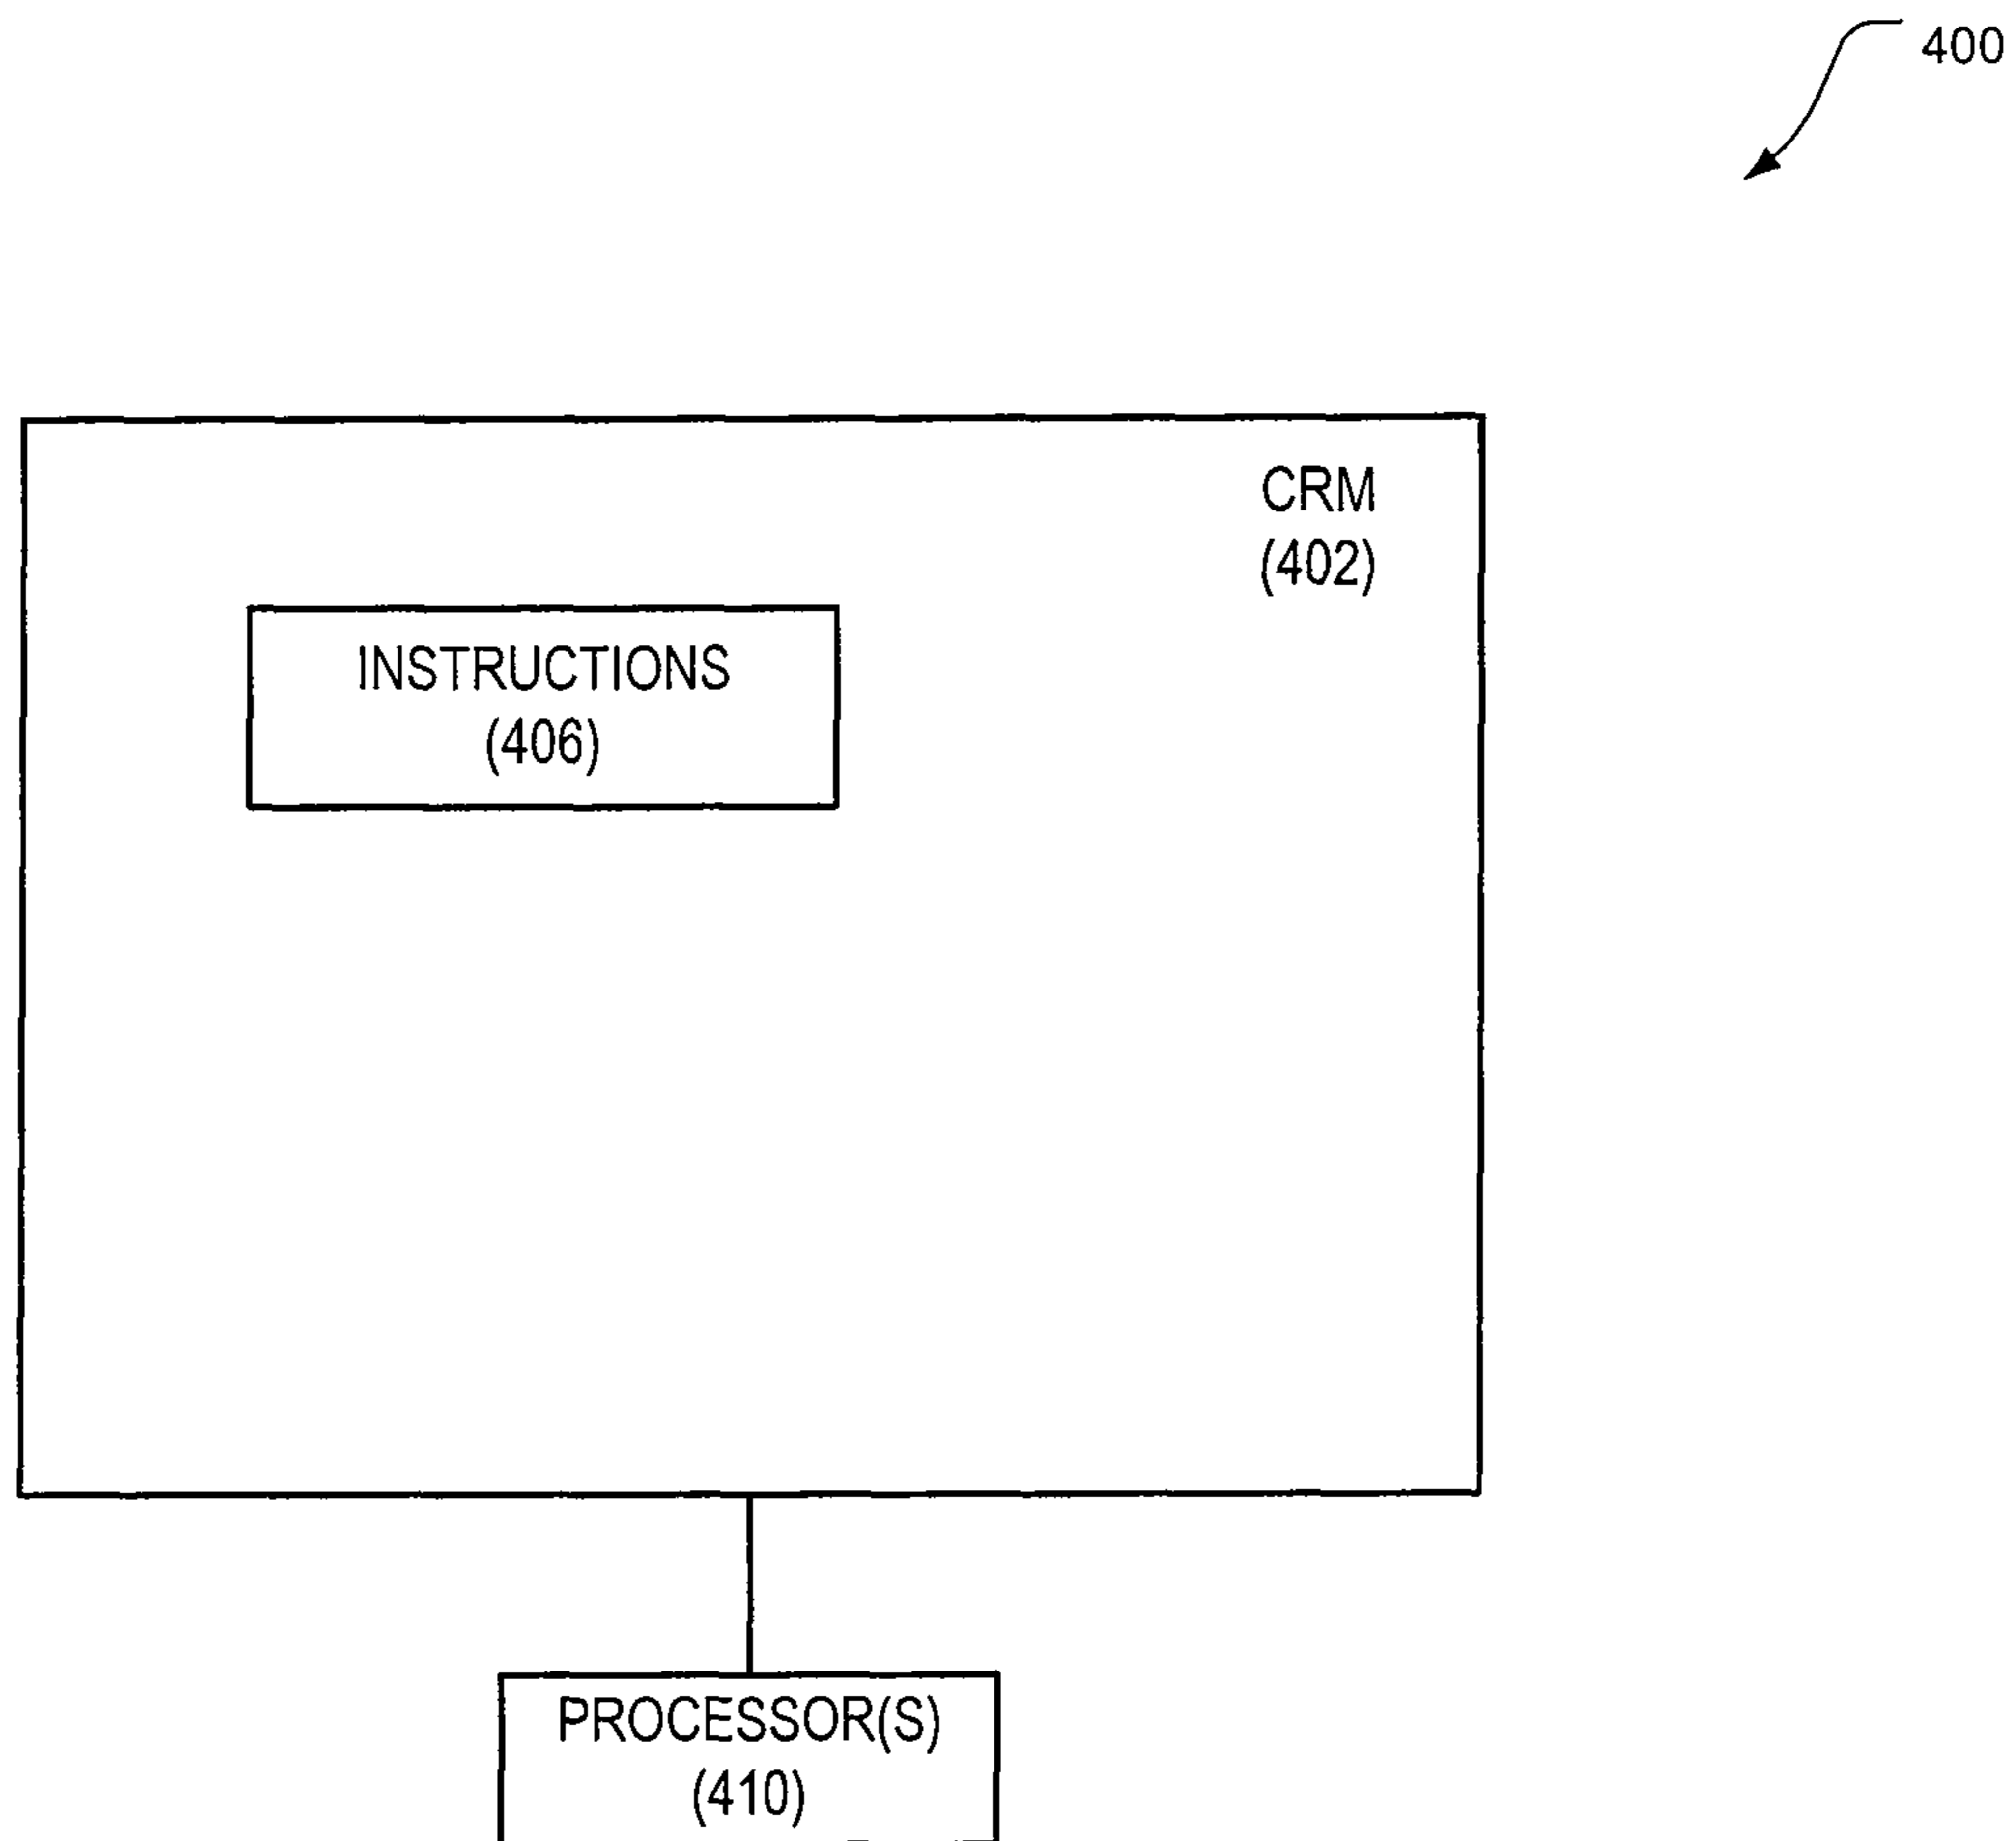 400
CRM
(402)
INSTRUCTIONS
(406)
PROCESSOR(S)
(410)